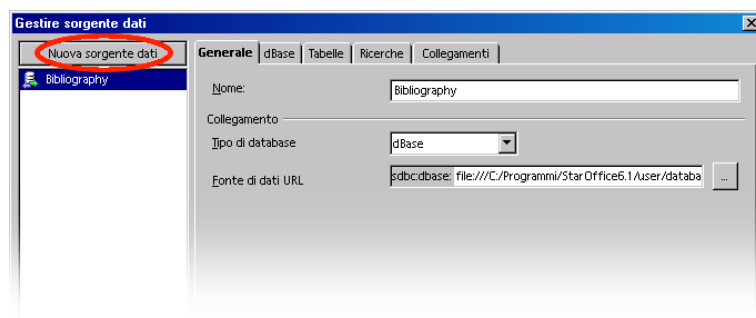 Gestire sorgente dati
Nuova sorgente dati
Bibliography
Generale dBase Tabelle Ricerche Collegamenti
Nome: Bibliography
Collegamento
Tipo di database dBase
Fonte di dati URL sdbc:dbase: file:///C:/Programmi/StarOffice6.1/user/databa ...